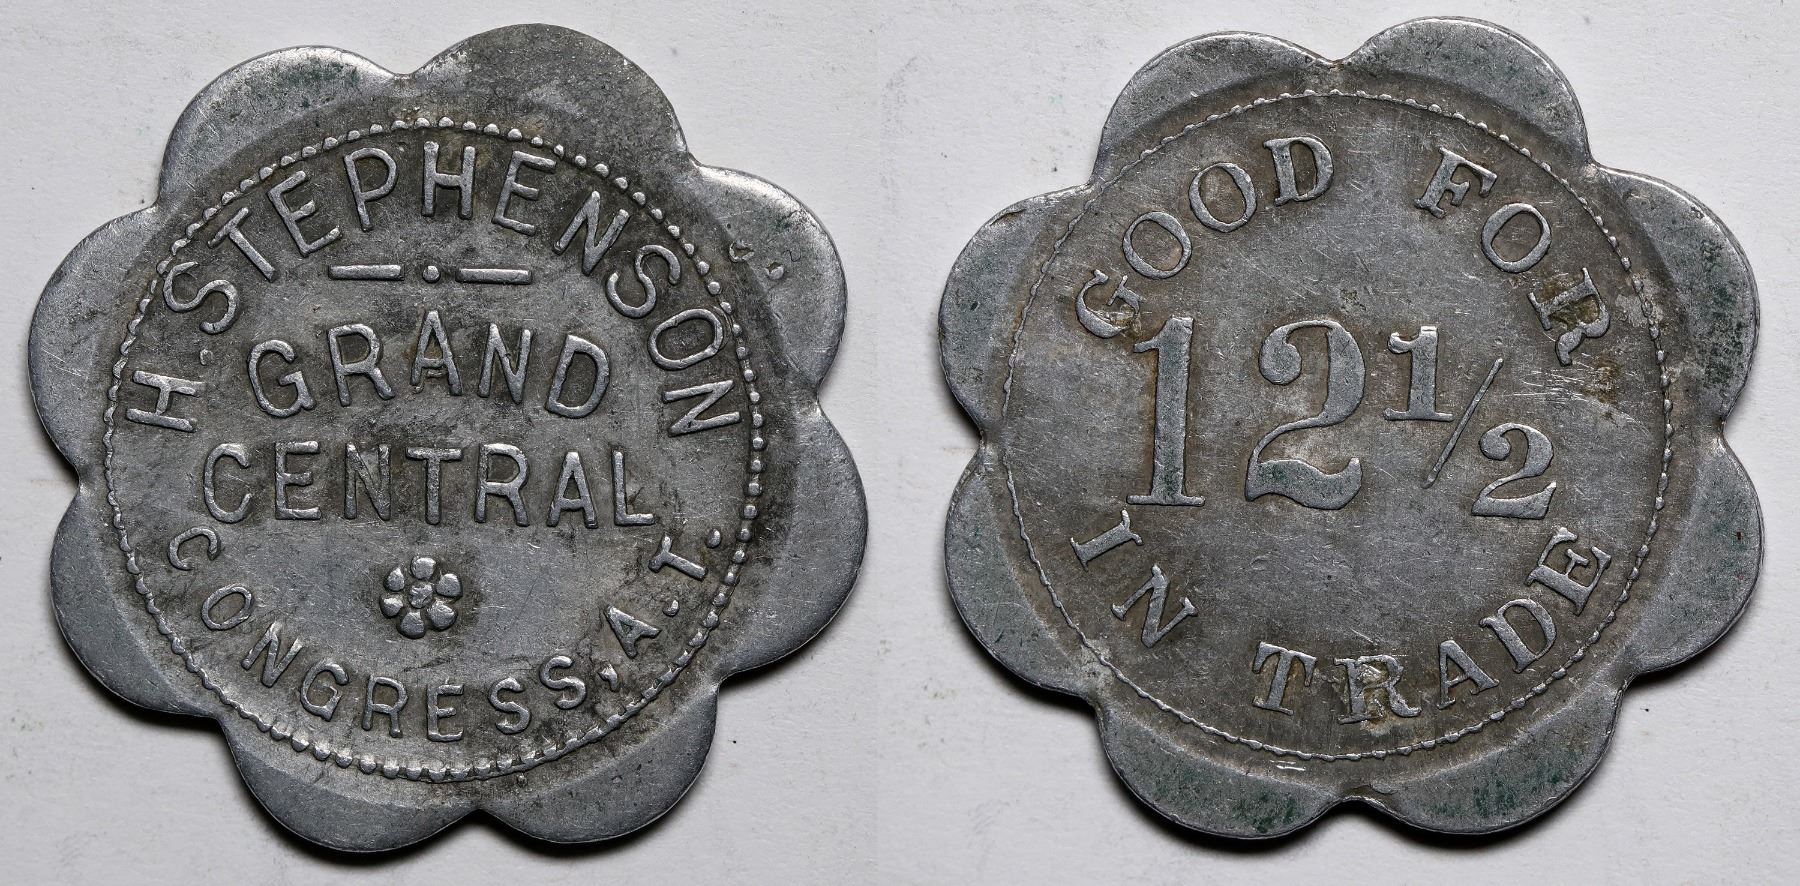 H. STEPHENSON
GRAND
CENTRAL
CONGRESS, A.T.
GOOD FOR
12 1/2
IN TRADE